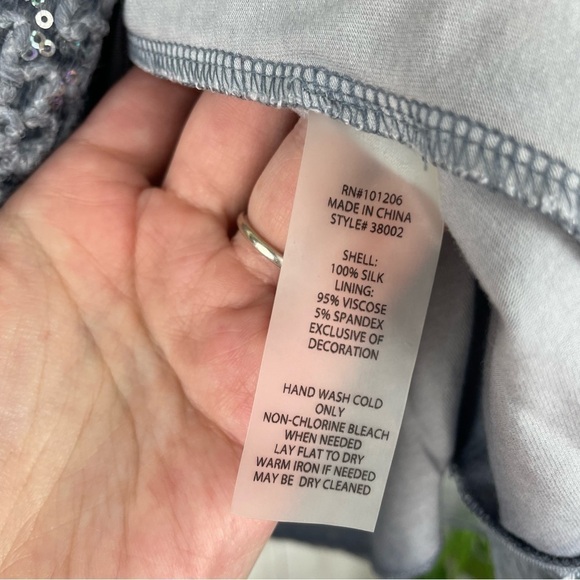 RN#101206
MADE IN CHINA
STYLE# 38002
SHELL:
100% SILK
LINING:
95% VISCOSE
5% SPANDEX
EXCLUSIVE OF
DECORATION
HAND WASH COLD
ONLY
NON-CHLORINE BLEACH
WHEN NEEDED
LAY FLAT TO DRY
WARM IRON IF NEEDED
MAY BE DRY CLEANED